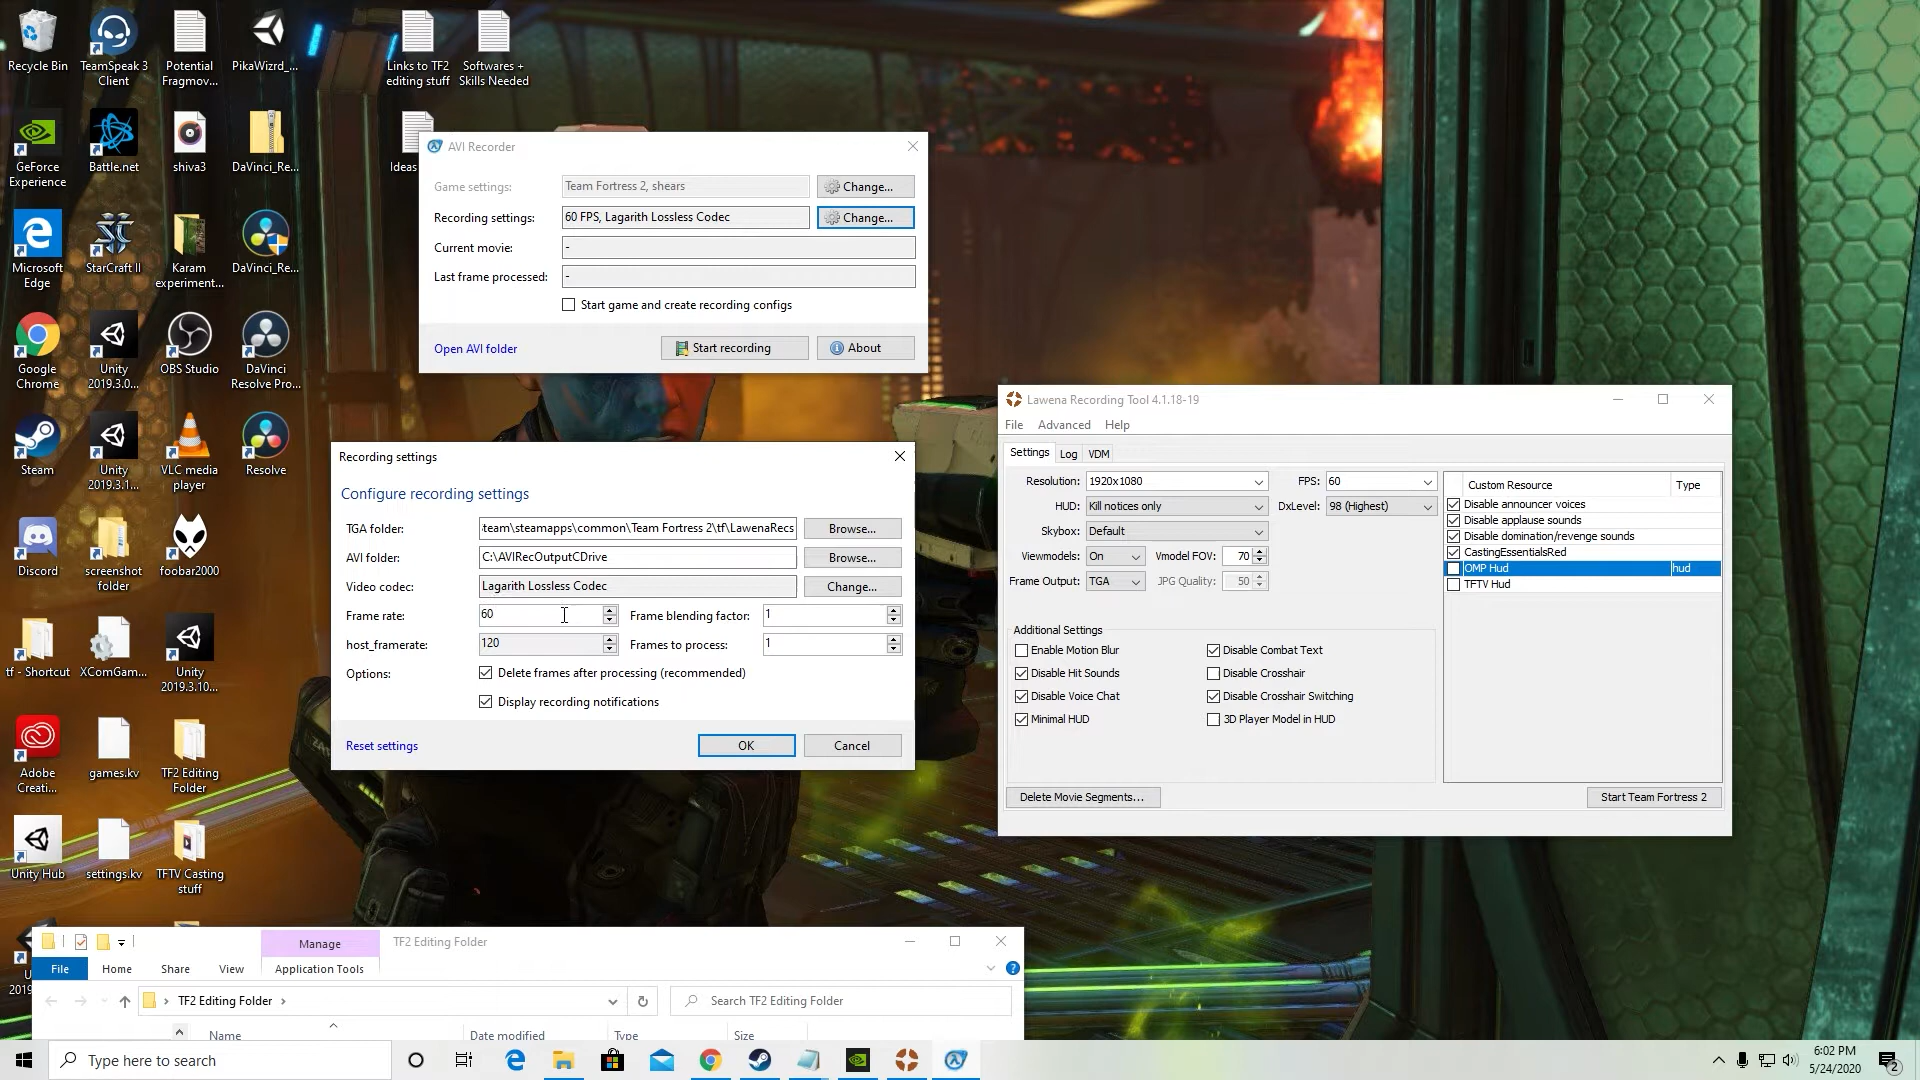 Recycle Bin
TeamSpeak 3
Client
Potential
Fragmov...
PikaWizrd_...
Links to TF2
editing stuff
Softwares +
Skills Needed
GeForce
Experience
Battle.net
shiva3
DaVinci_Re...
Ideas
Microsoft
Edge
StarCraft II
Karam
experiment...
DaVinci_Re...
Google
Chrome
Unity
2019.3.0...
OBS Studio
DaVinci
Resolve Pro...
Steam
Unity
2019.3.1...
VLC media
player
Resolve
Discord
screenshot
folder
foobar2000
tf - Shortcut
XComGam...
Unity
2019.3.10...
Adobe
Creati...
games.kv
TF2 Editing
Folder
Unity Hub
settings.kv
TFTV Casting
stuff
U
2019
AVI Recorder
Game settings:
Team Fortress 2, shears
Change...
Recording settings:
60 FPS, Lagarith Lossless Codec
Change...
Current movie:
-
Last frame processed:
-
Start game and create recording configs
Open AVI folder
Start recording
About
Recording settings
Configure recording settings
TGA folder:
team\steamapps\common\Team Fortress 2\tf\LawenaRecs
Browse...
AVI folder:
C:\AVIRecOutputCDrive
Browse...
Video codec:
Lagarith Lossless Codec
Change...
Frame rate:
60
Frame blending factor:
1
host_framerate:
120
Frames to process:
1
Options:
Delete frames after processing (recommended)
Display recording notifications
Reset settings
OK
Cancel
Lawena Recording Tool 4.1.18-19
File
Advanced
Help
Settings
Log
VDM
Resolution:
1920x1080
FPS:
60
HUD:
Kill notices only
DxLevel:
98 (Highest)
Skybox:
Default
Viewmodels:
On
Vmodel FOV:
70
Frame Output:
TGA
JPG Quality:
50
Custom Resource
Type
Disable announcer voices
Disable applause sounds
Disable domination/revenge sounds
CastingEssentialsRed
OMP Hud
hud
TFTV Hud
Additional Settings
Enable Motion Blur
Disable Combat Text
Disable Hit Sounds
Disable Crosshair
Disable Voice Chat
Disable Crosshair Switching
Minimal HUD
3D Player Model in HUD
Delete Movie Segments...
Start Team Fortress 2
Manage
TF2 Editing Folder
File
Home
Share
View
Application Tools
TF2 Editing Folder
Search TF2 Editing Folder
Name
Date modified
Type
Size
Type here to search
6:02 PM
5/24/2020
2